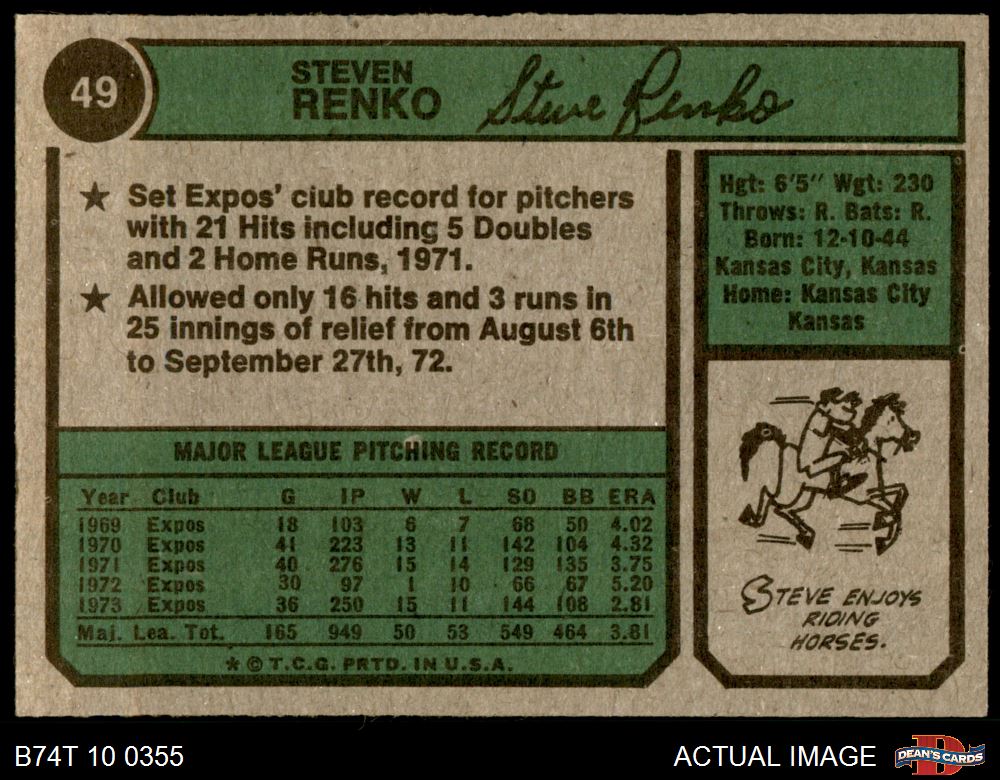 49
STEVEN
RENKO
Steve Renko
★ Set Expos' club record for pitchers
with 21 Hits including 5 Doubles
and 2 Home Runs, 1971.
★ Allowed only 16 hits and 3 runs in
25 innings of relief from August 6th
to September 27th, 72.
Hgt: 6'5" Wgt: 230
Throws: R. Bats: R.
Born: 12-10-44
Kansas City, Kansas
Home: Kansas City
Kansas
MAJOR LEAGUE PITCHING RECORD
Year Club G IP W L SO BB ERA
1969 Expos 18 103 6 7 68 50 4.02
1970 Expos 41 223 13 11 142 104 4.32
1971 Expos 40 276 15 14 129 135 3.75
1972 Expos 30 97 1 10 66 67 5.20
1973 Expos 36 250 15 11 144 108 2.81
Maj. Lea. Tot. 165 949 50 53 549 464 3.81
* © T.C.G. PRTD. IN U.S.A.
STEVE ENJOYS
RIDING
HORSES.
B74T 10 0355
ACTUAL IMAGE
DEAN'S CARDS